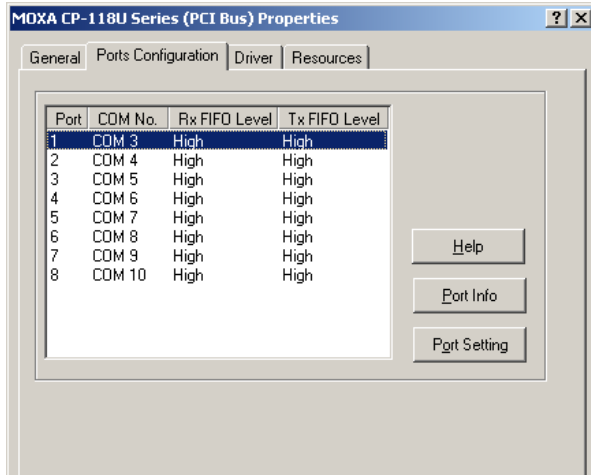 MOXA CP-118U Series (PCI Bus) Properties
General Ports Configuration Driver Resources
Port COM No. Rx FIFO Level Tx FIFO Level
1 COM 3 High High
2 COM 4 High High
3 COM 5 High High
4 COM 6 High High
5 COM 7 High High
6 COM 8 High High
7 COM 9 High High
8 COM 10 High High
Help
Port Info
Port Setting